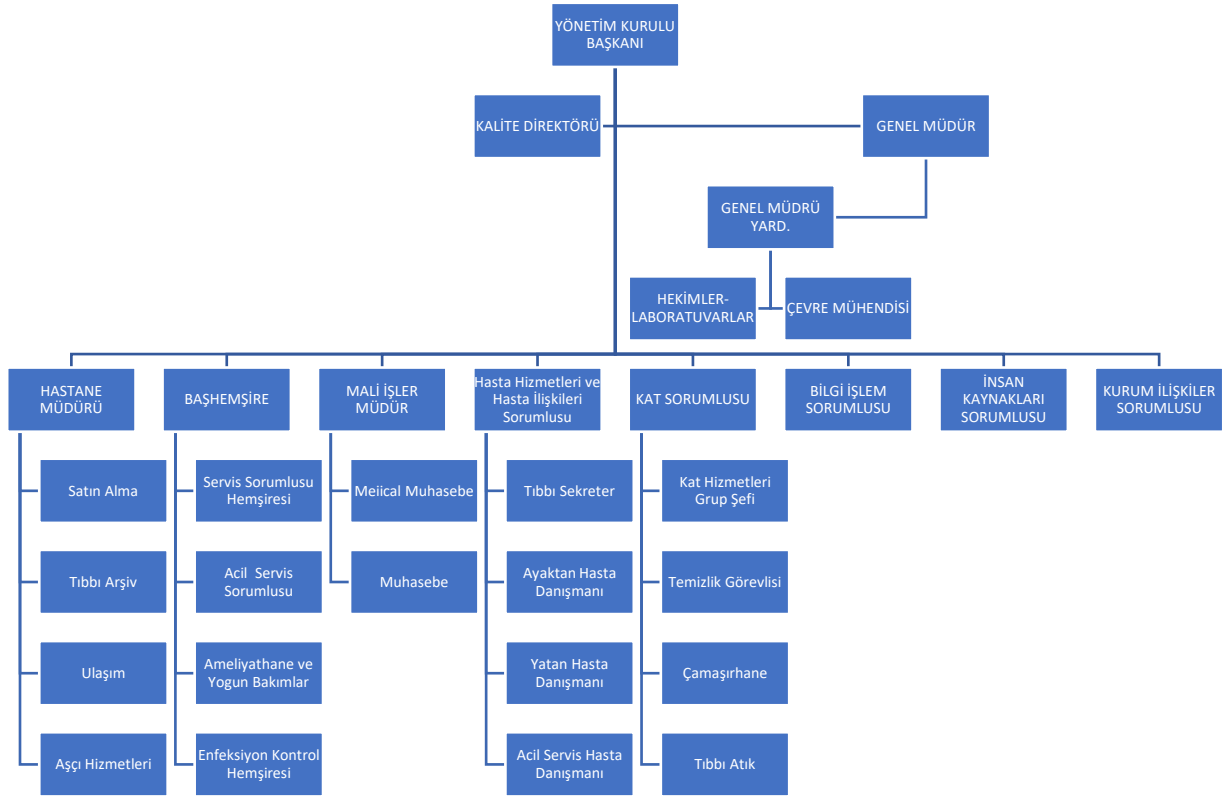 YÖNETİM KURULU
BAŞKANI
KALİTE DİREKTÖRÜ
GENEL MÜDÜR
GENEL MÜDRÜ
YARD.
HEKİMLER-
LABORATUVARLAR
ÇEVRE MÜHENDİSİ
HASTANE
MÜDÜRÜ
BAŞHEMŞİRE
MALİ İŞLER
MÜDÜR
Hasta Hizmetleri ve
Hasta İlişkileri
Sorumlusu
KAT SORUMLUSU
BİLGİ İŞLEM
SORUMLUSU
İNSAN
KAYNAKLARI
SORUMLUSU
KURUM İLİŞKİLER
SORUMLUSU
Satın Alma
Tıbbı Arşiv
Ulaşım
Aşçı Hizmetleri
Servis Sorumlusu
Hemşiresi
Acil Servis
Sorumlusu
Ameliyathane ve
Yogun Bakımlar
Enfeksiyon Kontrol
Hemşiresi
Meiical Muhasebe
Muhasebe
Tıbbı Sekreter
Ayaktan Hasta
Danışmanı
Yatan Hasta
Danışmanı
Acil Servis Hasta
Danışmanı
Kat Hizmetleri
Grup Şefi
Temizlik Görevlisi
Çamaşırhane
Tıbbı Atık